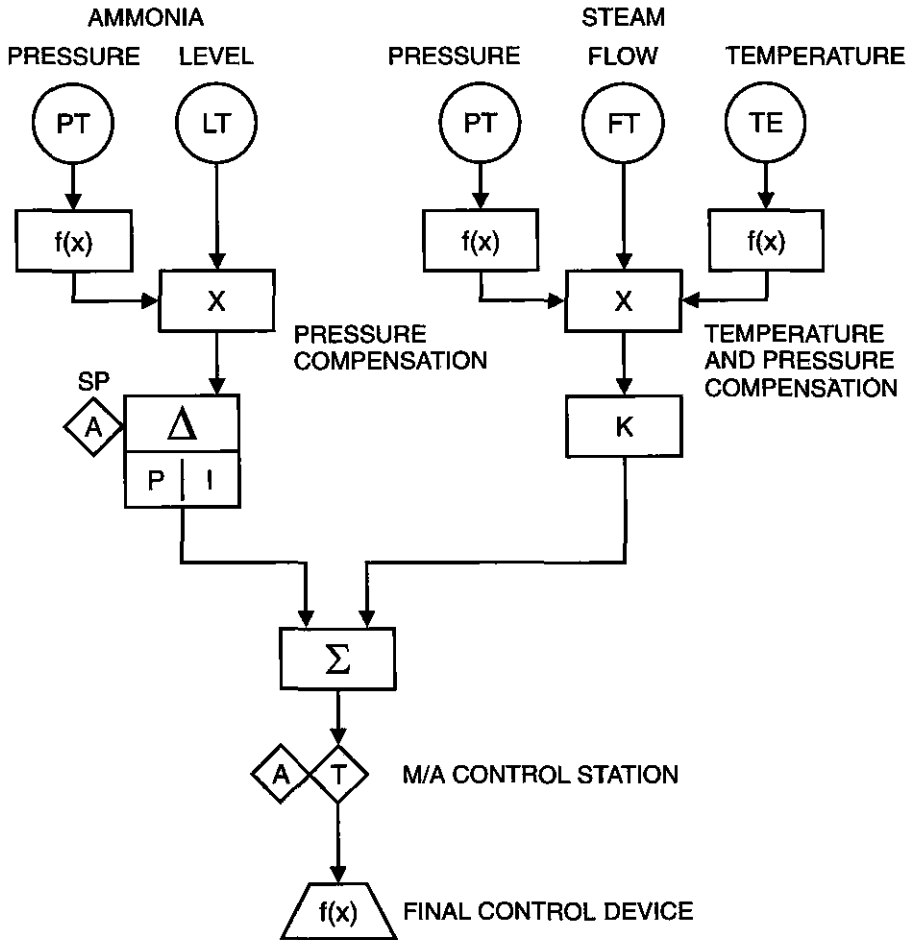 AMMONIA
STEAM
PRESSURE
LEVEL
PRESSURE
FLOW
TEMPERATURE
PT
LT
PT
FT
TE
f(x)
f(x)
f(x)
X
X
PRESSURE
COMPENSATION
TEMPERATURE
AND PRESSURE
COMPENSATION
SP
A
Δ
P
I
K
Σ
A
T
M/A CONTROL STATION
f(x)
FINAL CONTROL DEVICE